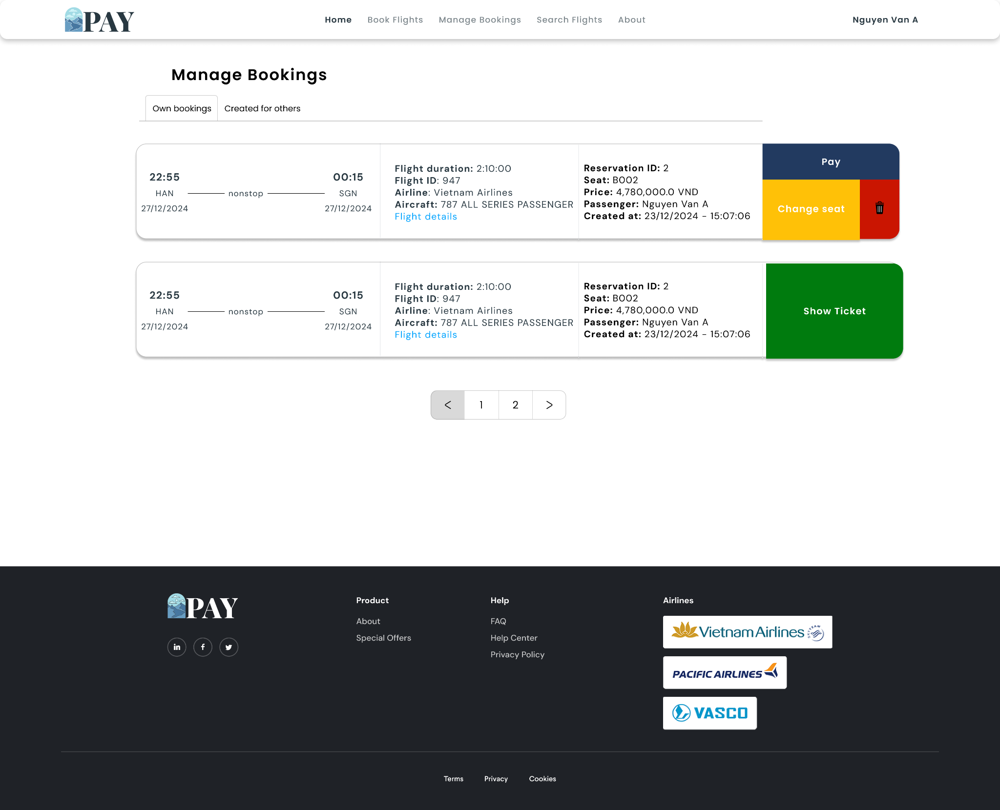 PAY
Home Book Flights Manage Bookings Search Flights About
Nguyen Van A
Manage Bookings
Own bookings Created for others
22:55 00:15
HAN nonstop SGN
27/12/2024 27/12/2024
Flight duration: 2:10:00
Flight ID: 947
Airline: Vietnam Airlines
Aircraft: 787 ALL SERIES PASSENGER
Flight details
Reservation ID: 2
Seat: B002
Price: 4,780,000.0 VND
Passenger: Nguyen Van A
Created at: 23/12/2024 - 15:07:06
Pay
Change seat
22:55 00:15
HAN nonstop SGN
27/12/2024 27/12/2024
Flight duration: 2:10:00
Flight ID: 947
Airline: Vietnam Airlines
Aircraft: 787 ALL SERIES PASSENGER
Flight details
Reservation ID: 2
Seat: B002
Price: 4,780,000.0 VND
Passenger: Nguyen Van A
Created at: 23/12/2024 - 15:07:06
Show Ticket
< 1 2 >
PAY
in f
Product
About
Special Offers
Help
FAQ
Help Center
Privacy Policy
Airlines
Vietnam Airlines SKYTEAM
PACIFIC AIRLINES
VASCO
Terms Privacy Cookies